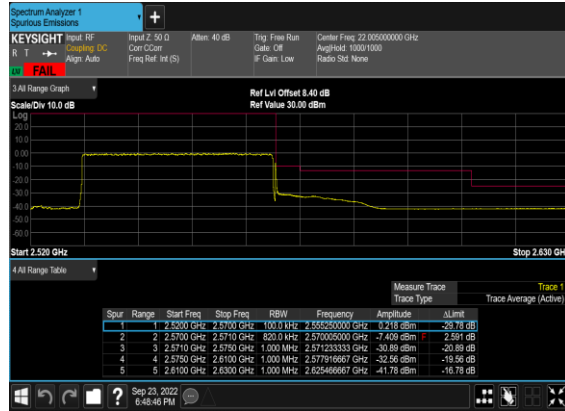 Spectrum Analyzer 1
Spurious Emissions
KEYSIGHT Input: RF Input Z: 50 Ω Atten: 40 dB Trig: Free Run Center Freq: 22.005000000 GHz
R T Coupling: DC Corr CCorr Gate: Off Avg|Hold: 1000/1000
Align: Auto Freq Ref: Int (S) IF Gain: Low Radio Std: None
FAIL
3 All Range Graph
Ref Lvl Offset 8.40 dB
Scale/Div 10.0 dB Ref Value 30.00 dBm
Log
20.0
10.0
0.00
-10.0
-20.0
-30.0
-40.0
-50.0
-60.0
Start 2.520 GHz Stop 2.630 GH
4 All Range Table
Measure Trace Trace 1
Trace Type Trace Average (Active)
Spur Range Start Freq Stop Freq RBW Frequency Amplitude ΔLimit
1 1 2.5200 GHz 2.5700 GHz 100.0 kHz 2.555250000 GHz 0.218 dBm -29.78 dB
2 2 2.5700 GHz 2.5710 GHz 820.0 kHz 2.570005000 GHz -7.409 dBm F 2.591 dB
3 3 2.5710 GHz 2.5750 GHz 1.000 MHz 2.571233333 GHz -30.89 dBm -20.89 dB
4 4 2.5750 GHz 2.6100 GHz 1.000 MHz 2.577916667 GHz -32.56 dBm -19.56 dB
5 5 2.6100 GHz 2.6300 GHz 1.000 MHz 2.625466667 GHz -41.78 dBm -16.78 dB
? Sep 23, 2022
6:48:46 PM